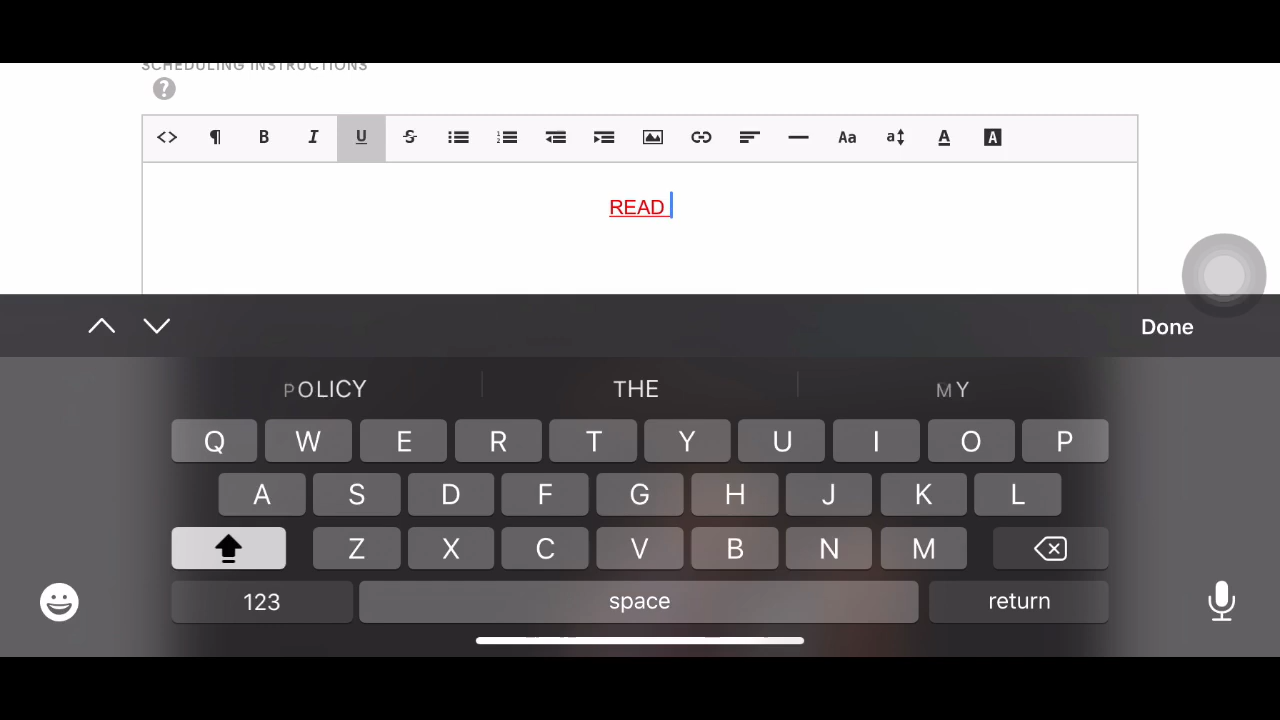 SCHEDULING INSTRUCTIONS
?
<> ¶ B I U S Aa a A A
READ
Done
POLICY THE MY
Q W E R T Y U I O P
A S D F G H J K L
Z X C V B N M
123 space return